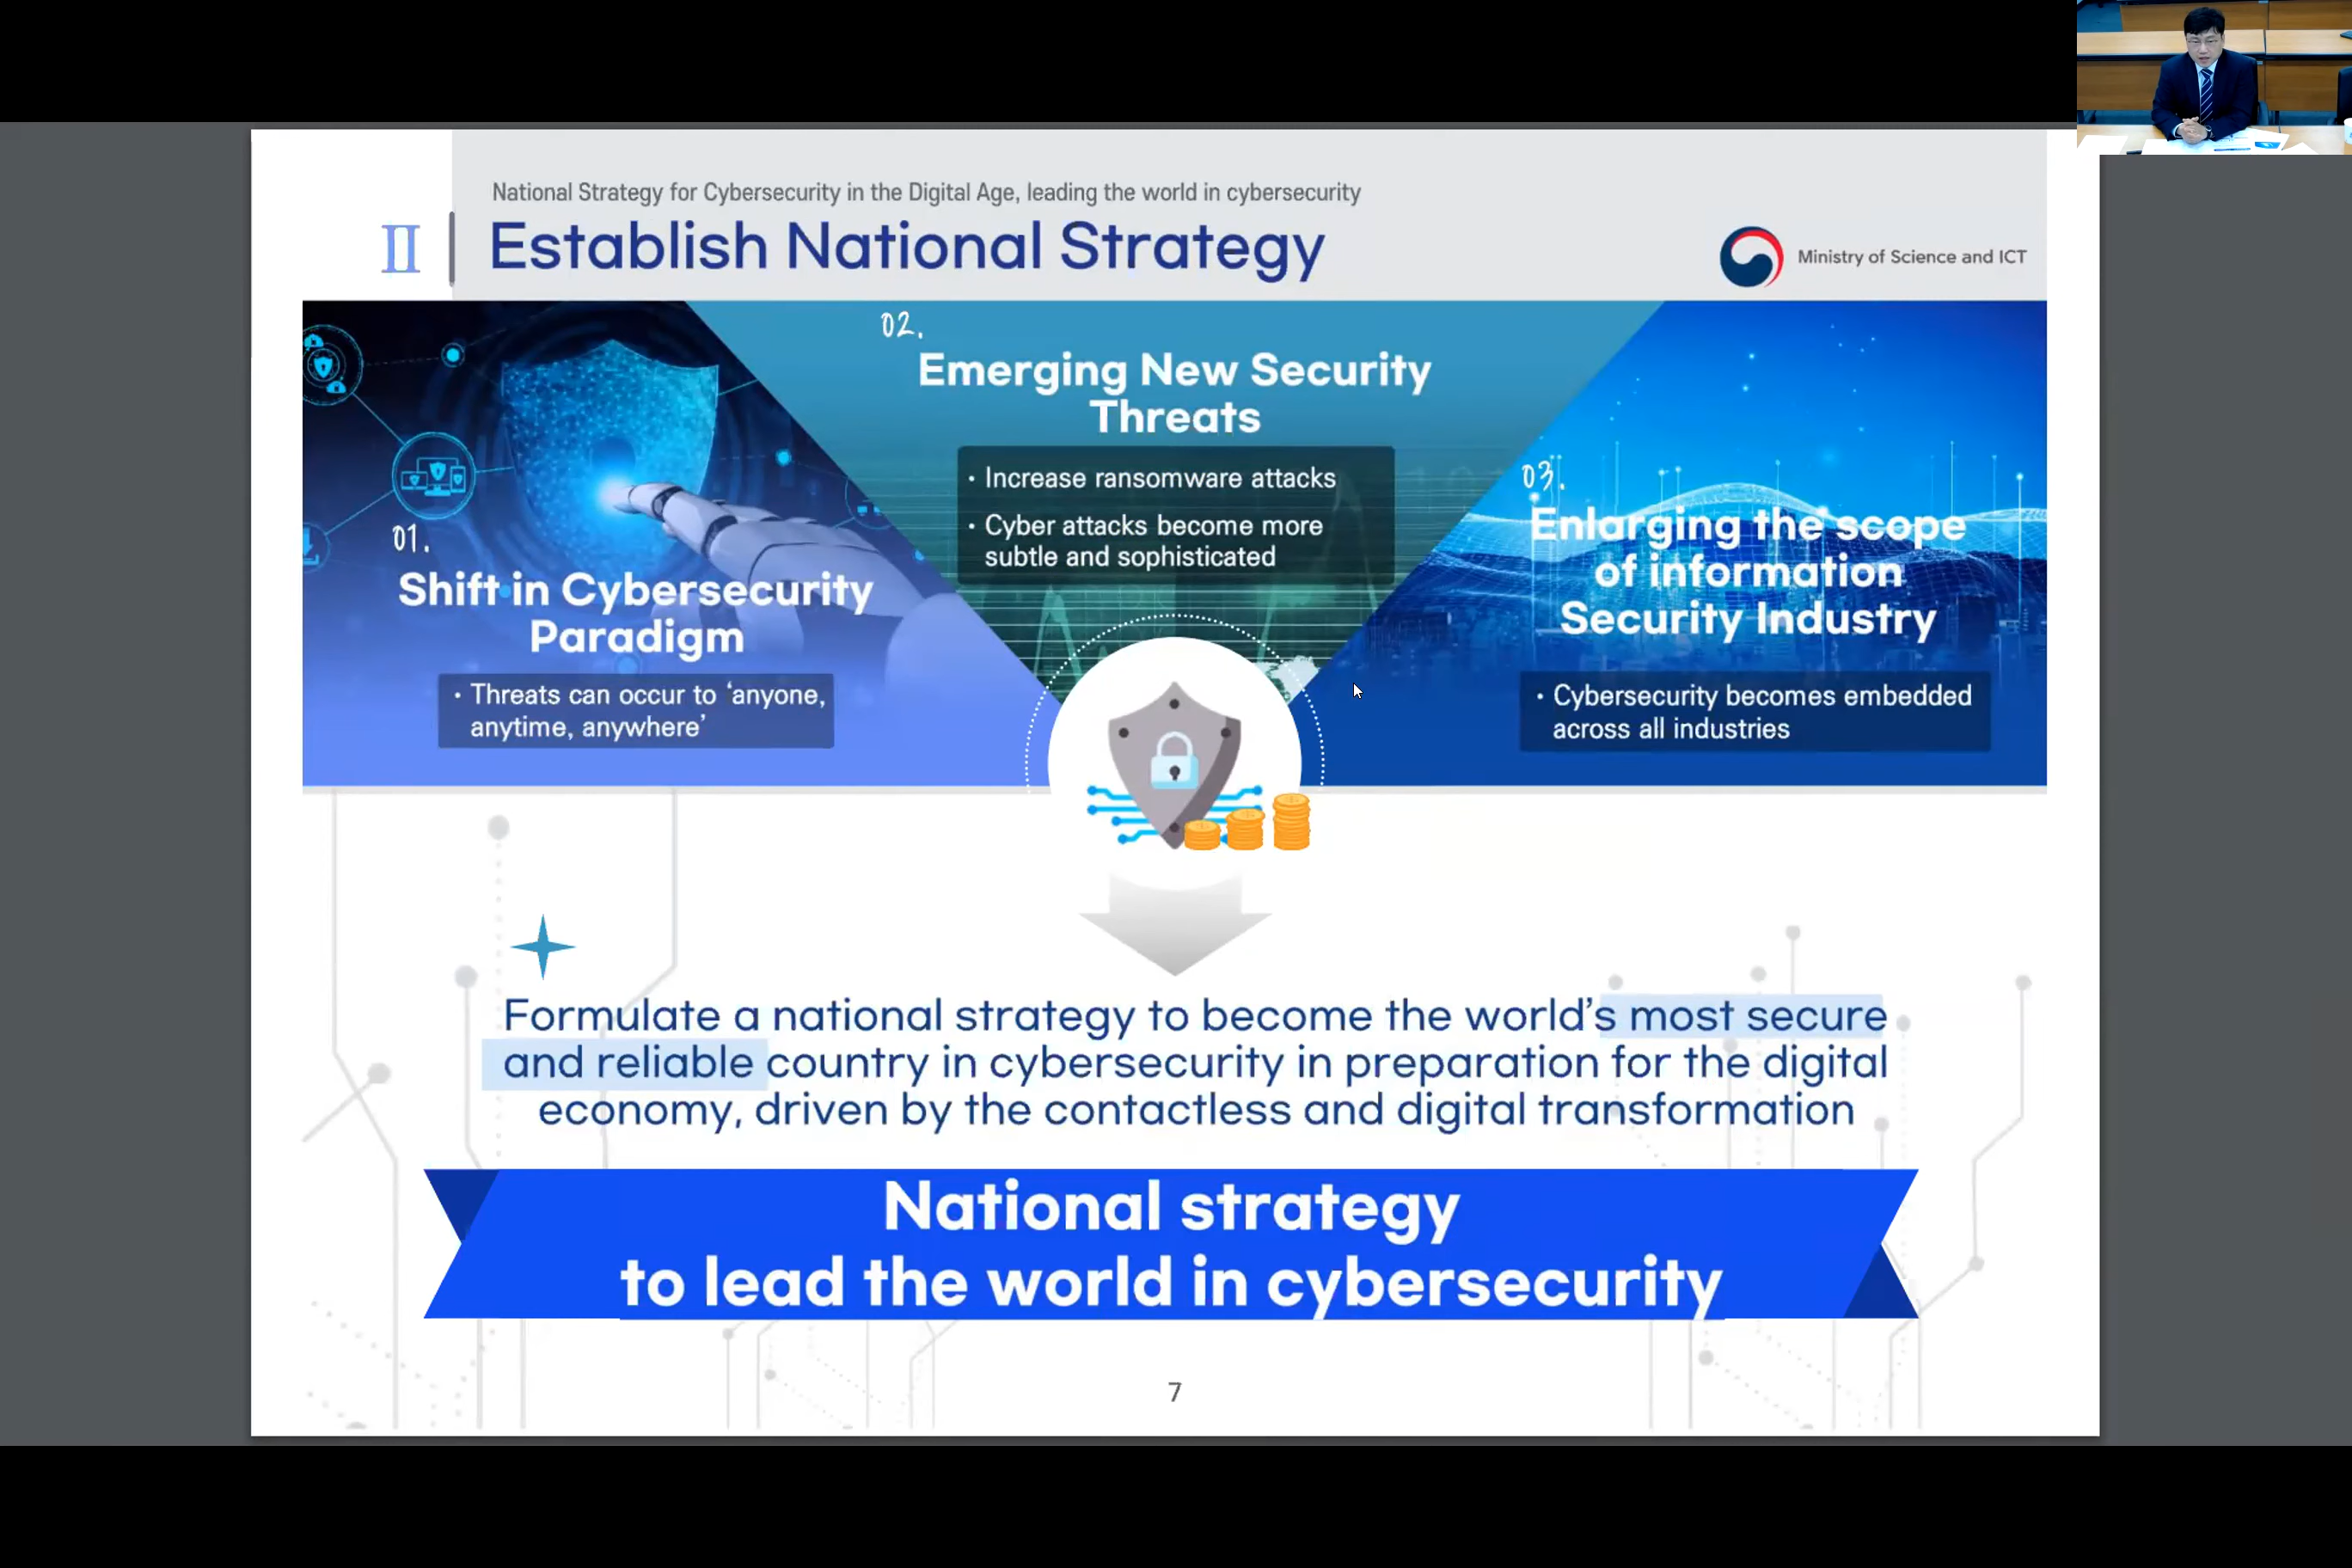 National Strategy for Cybersecurity in the Digital Age, leading the world in cybersecurity
II
Establish National Strategy
Ministry of Science and ICT
01.
Shift in Cybersecurity
Paradigm
· Threats can occur to ‘anyone,
anytime, anywhere’
02.
Emerging New Security
Threats
· Increase ransomware attacks
· Cyber attacks become more
subtle and sophisticated
03.
Enlarging the scope
of information
Security Industry
· Cybersecurity becomes embedded
across all industries
Formulate a national strategy to become the world’s most secure
and reliable country in cybersecurity in preparation for the digital
economy, driven by the contactless and digital transformation
National strategy
to lead the world in cybersecurity
7